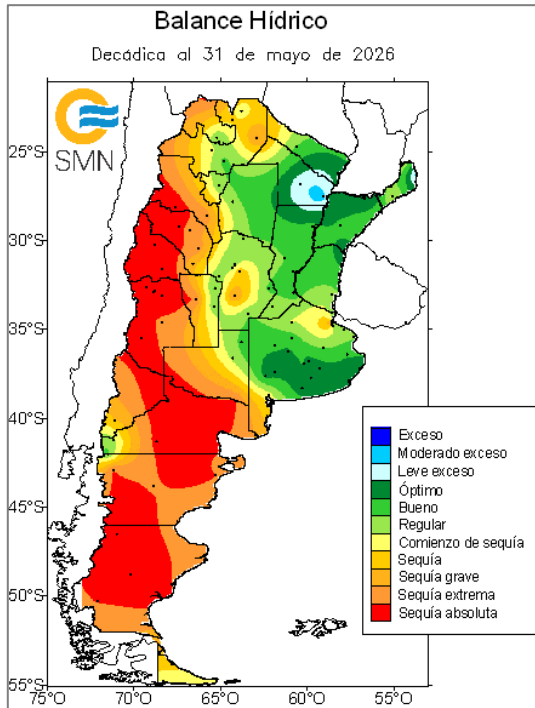 Balance Hídrico
Decádica al 31 de mayo de 2026
SMN
25°S
30°S
35°S
40°S
45°S
50°S
55°S
75°O
70°O
65°O
60°O
55°O
Exceso
Moderado exceso
Leve exceso
Óptimo
Bueno
Regular
Comienzo de sequía
Sequía
Sequía grave
Sequía extrema
Sequía absoluta